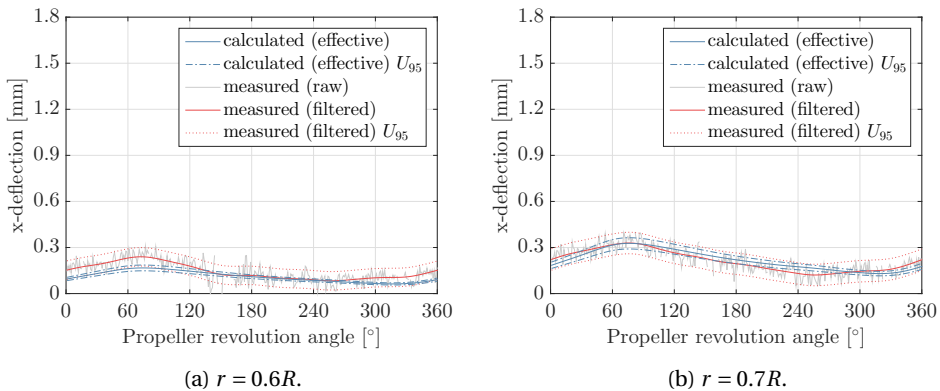 1.8
1.5
1.2
0.9
0.6
0.3
0
x-deflection [mm]
calculated (effective)
calculated (effective) U95
measured (raw)
measured (filtered)
measured (filtered) U95
0 60 120 180 240 300 360
Propeller revolution angle [°]
(a) r = 0.6R.
1.8
1.5
1.2
0.9
0.6
0.3
0
x-deflection [mm]
calculated (effective)
calculated (effective) U95
measured (raw)
measured (filtered)
measured (filtered) U95
0 60 120 180 240 300 360
Propeller revolution angle [°]
(b) r = 0.7R.